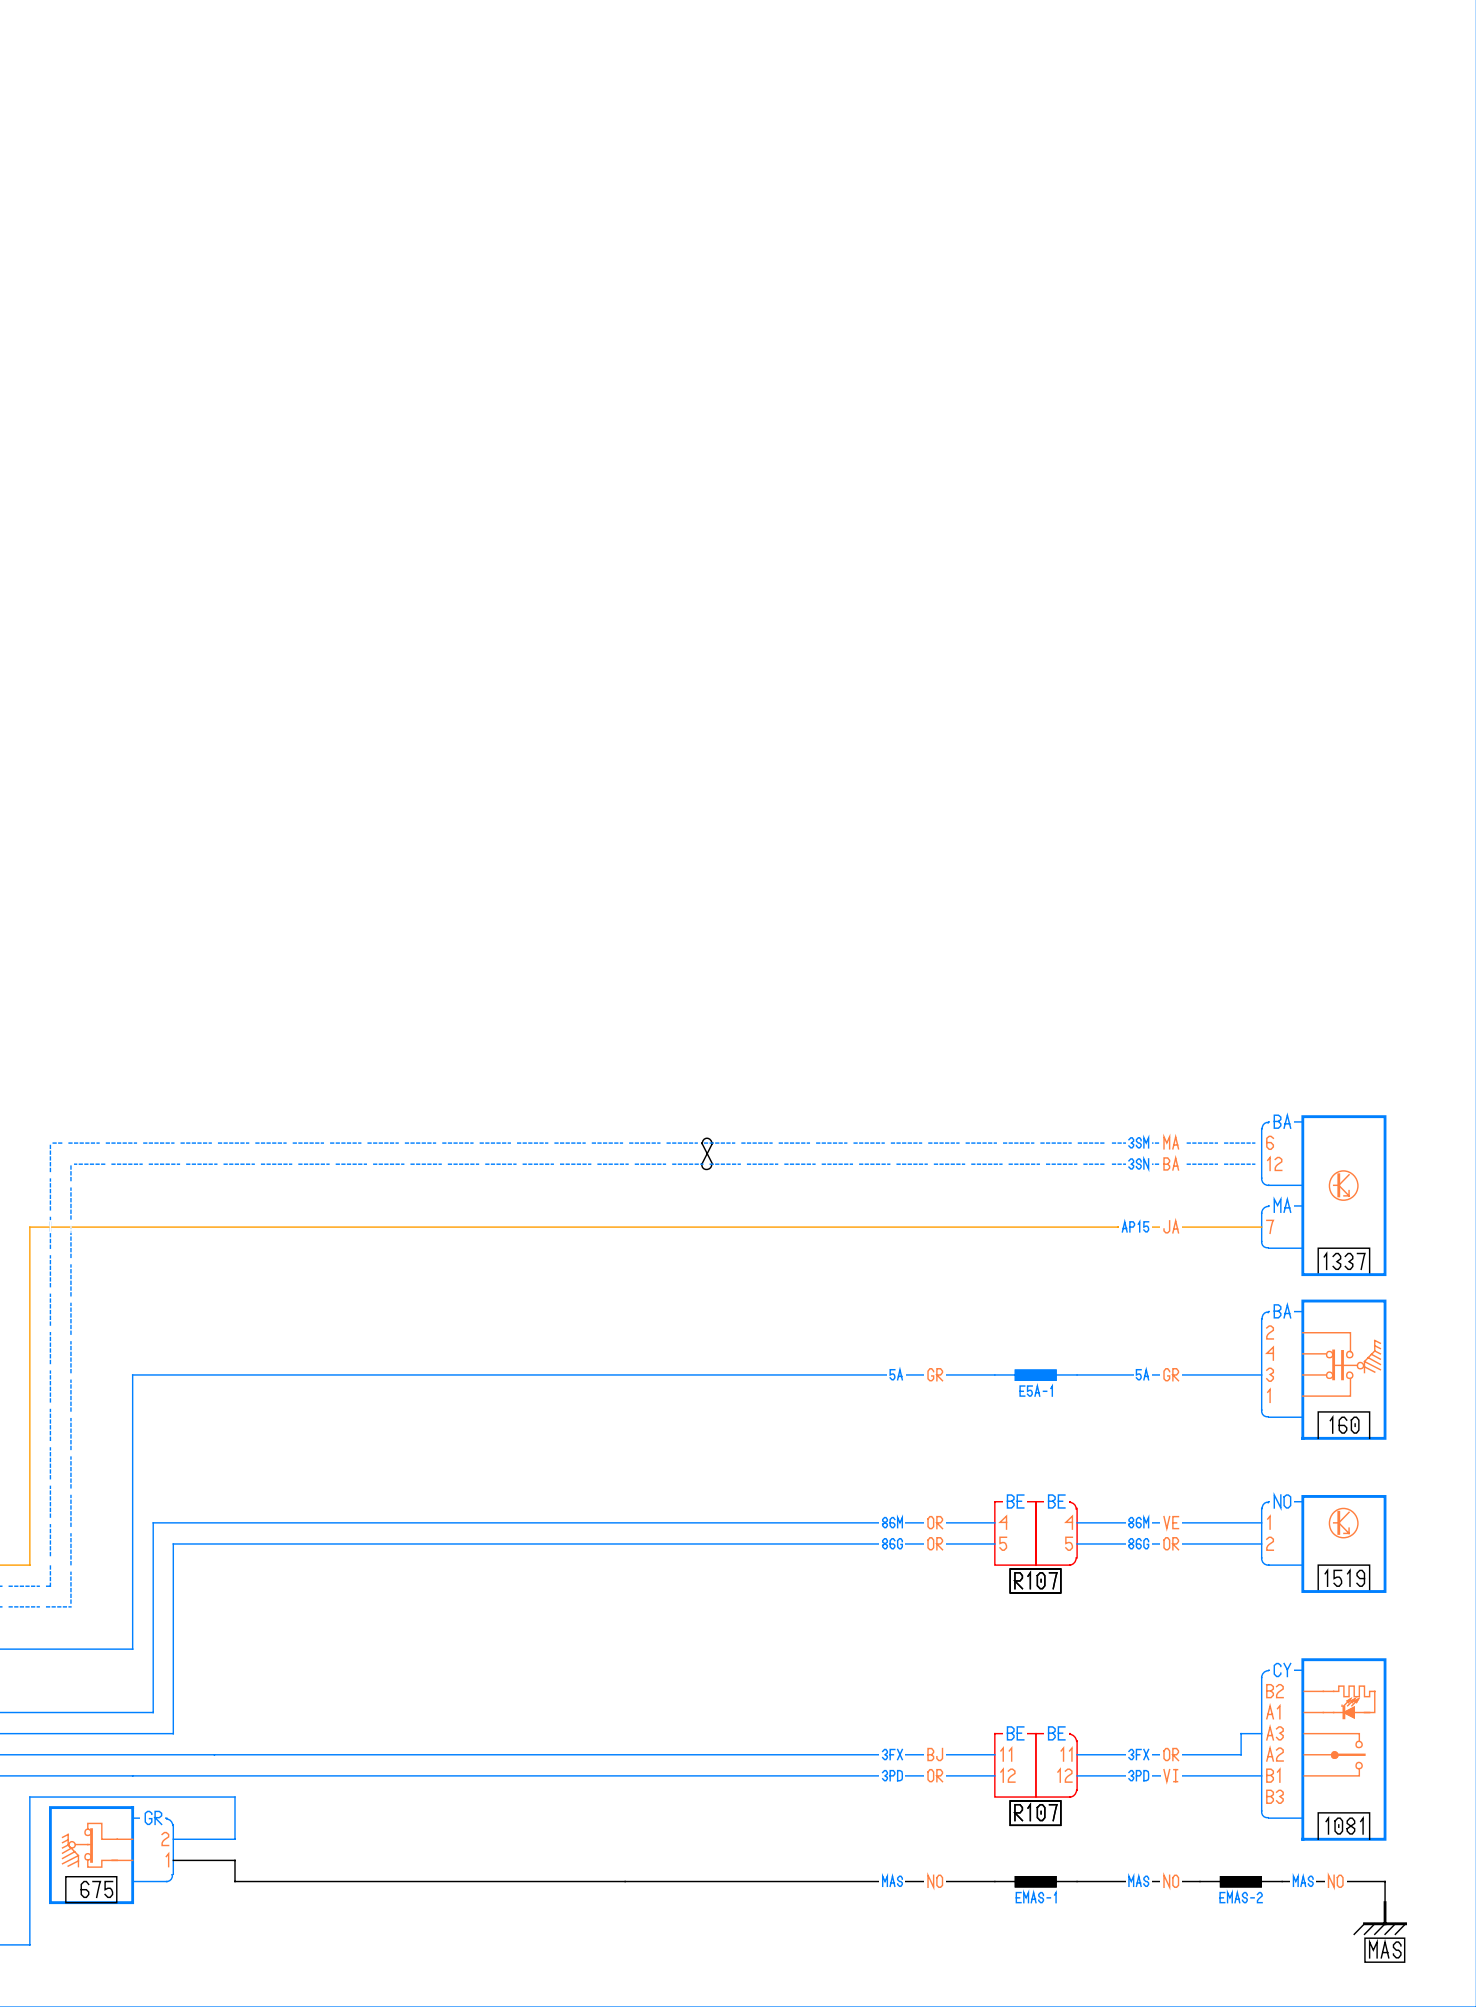 BA
3SM MA 6
3SN BA 12
MA
AP15 JA 7
1337
BA
2
4
5A GR 5A GR 3
E5A-1
1
160
BE BE NO
86M OR 4 4 86M VE 1
86G OR 5 5 86G OR 2
R107 1519
CY
B2
A1
BE BE A3
3FX BJ 11 11 3FX OR A2
3PD OR 12 12 3PD VI B1
B3
R107
GR 1081
2
1
675 MAS NO MAS NO MAS NO
EMAS-1 EMAS-2
MAS